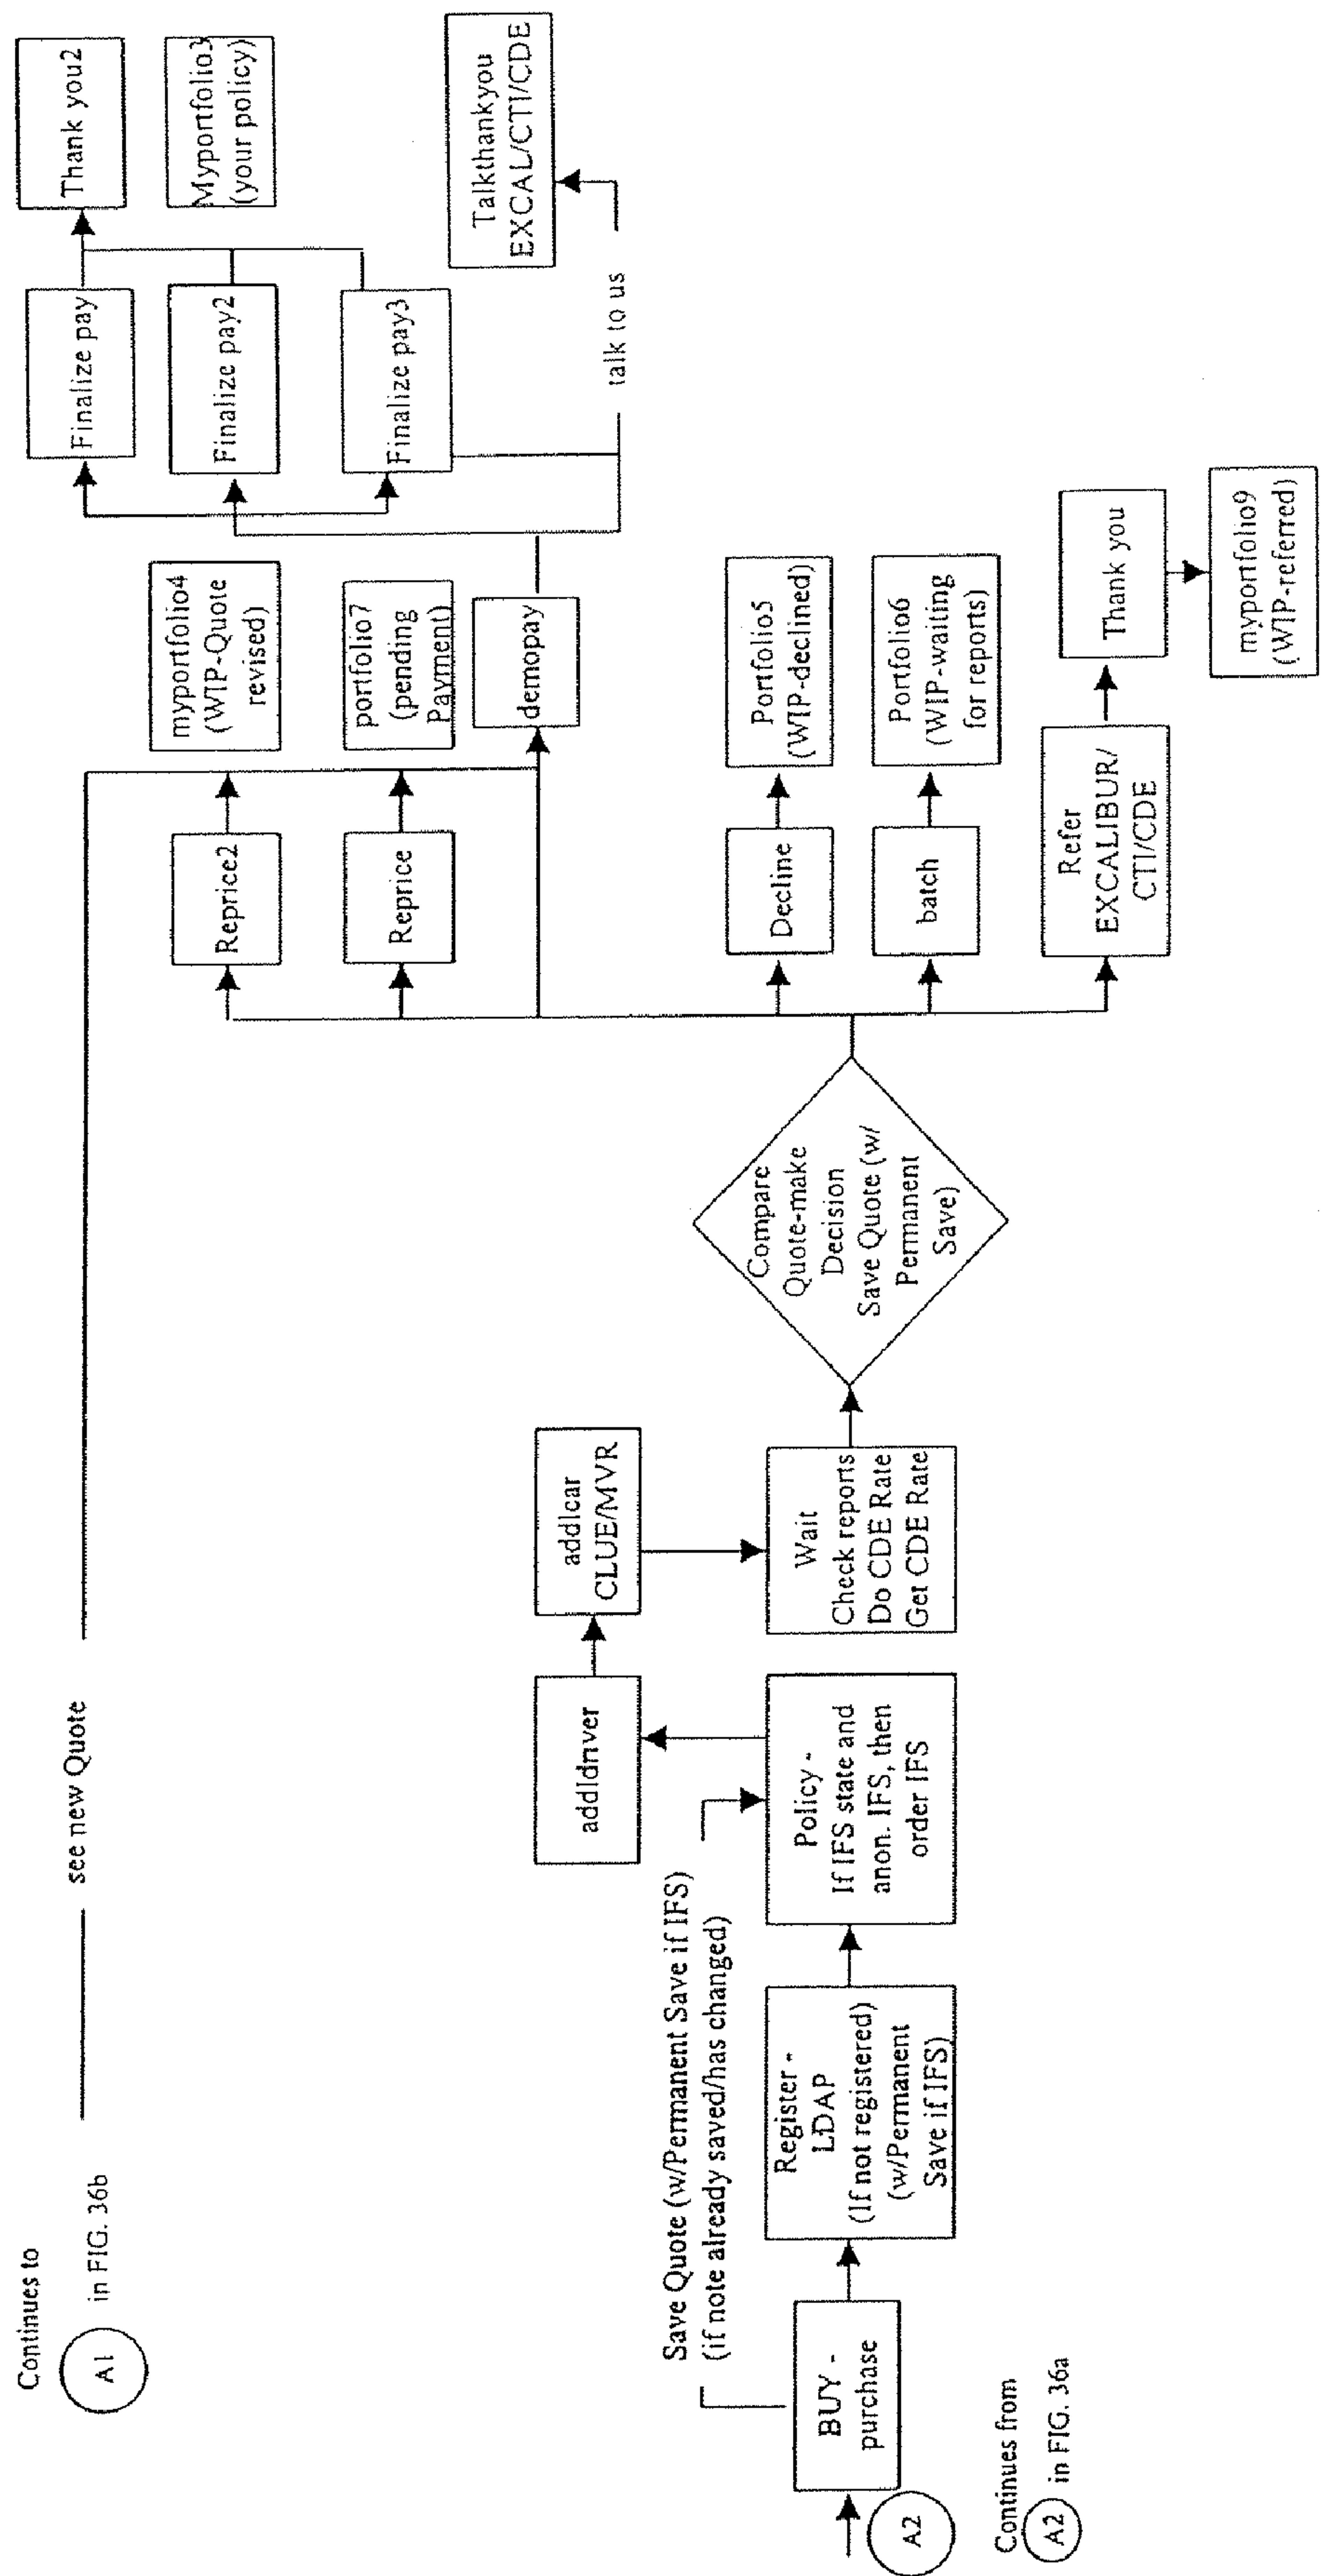 Continues to
A1
in FIG. 36b
see new Quote
Thank you2
Myportfolio3
(your policy)
Finalize pay
Finalize pay2
Finalize pay3
Talkthankyou
EXCAL/CTI/CDE
talk to us
myportfolio4
(WIP-Quote
revised)
portfolio7
(pending
Payment)
demopay
Reprice2
Reprice
Portfolio5
(WIP-declined)
Decline
Portfolio6
(WIP-waiting
for reports)
batch
Refer
EXCALIBUR/
CTI/CDE
Thank you
myportfolio9
(WIP-referred)
Compare
Quote-make
Decision
Save Quote (w/
Permanent
Save)
addlcar
CLUE/MVR
addldriver
Wait
Check reports
Do CDE Rate
Get CDE Rate
Policy -
If IFS state and
anon. IFS, then
order IFS
Save Quote (w/Permanent Save if IFS)
(if note already saved/has changed)
Register -
LDAP
(If not registered)
(w/Permanent
Save if IFS)
BUY -
purchase
A2
Continues from
A2
in FIG. 36a